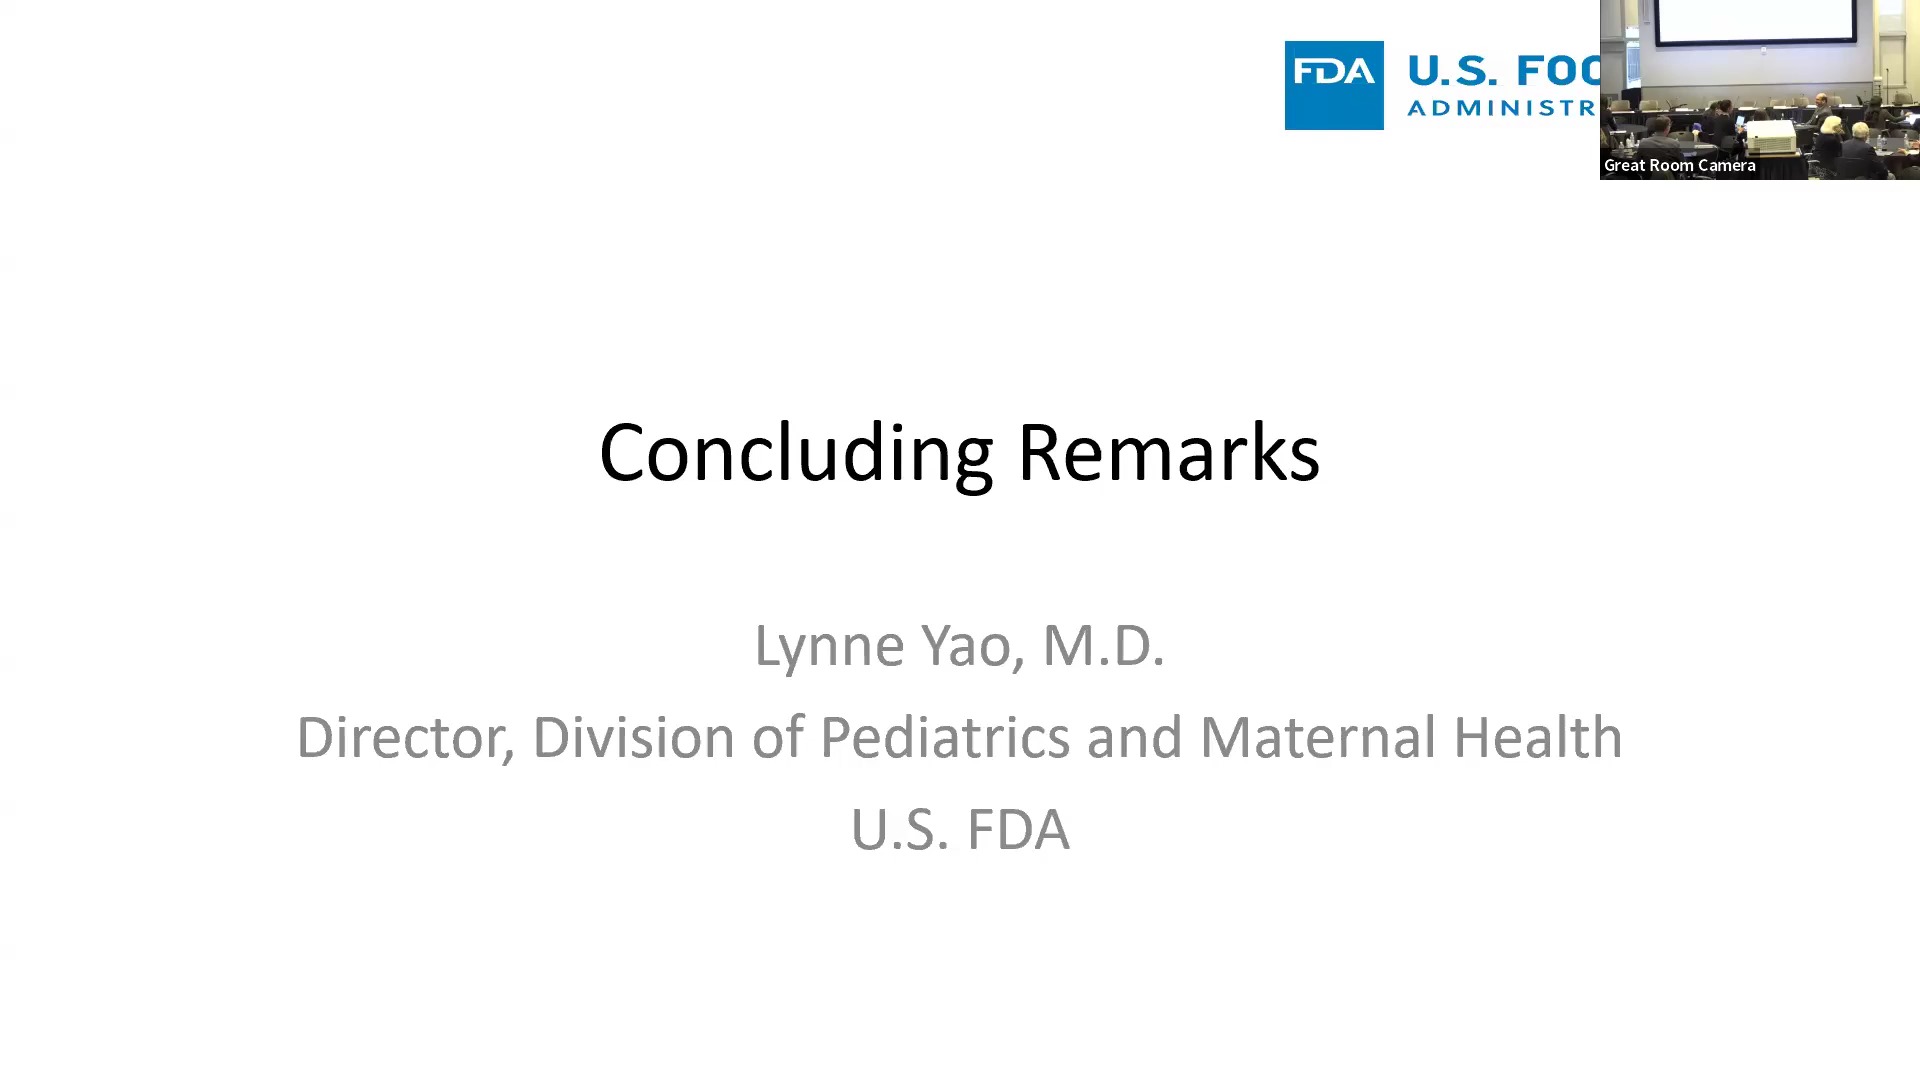 FDA
U.S. FOO
ADMINISTR
Great Room Camera
Concluding Remarks
Lynne Yao, M.D.
Director, Division of Pediatrics and Maternal Health
U.S. FDA